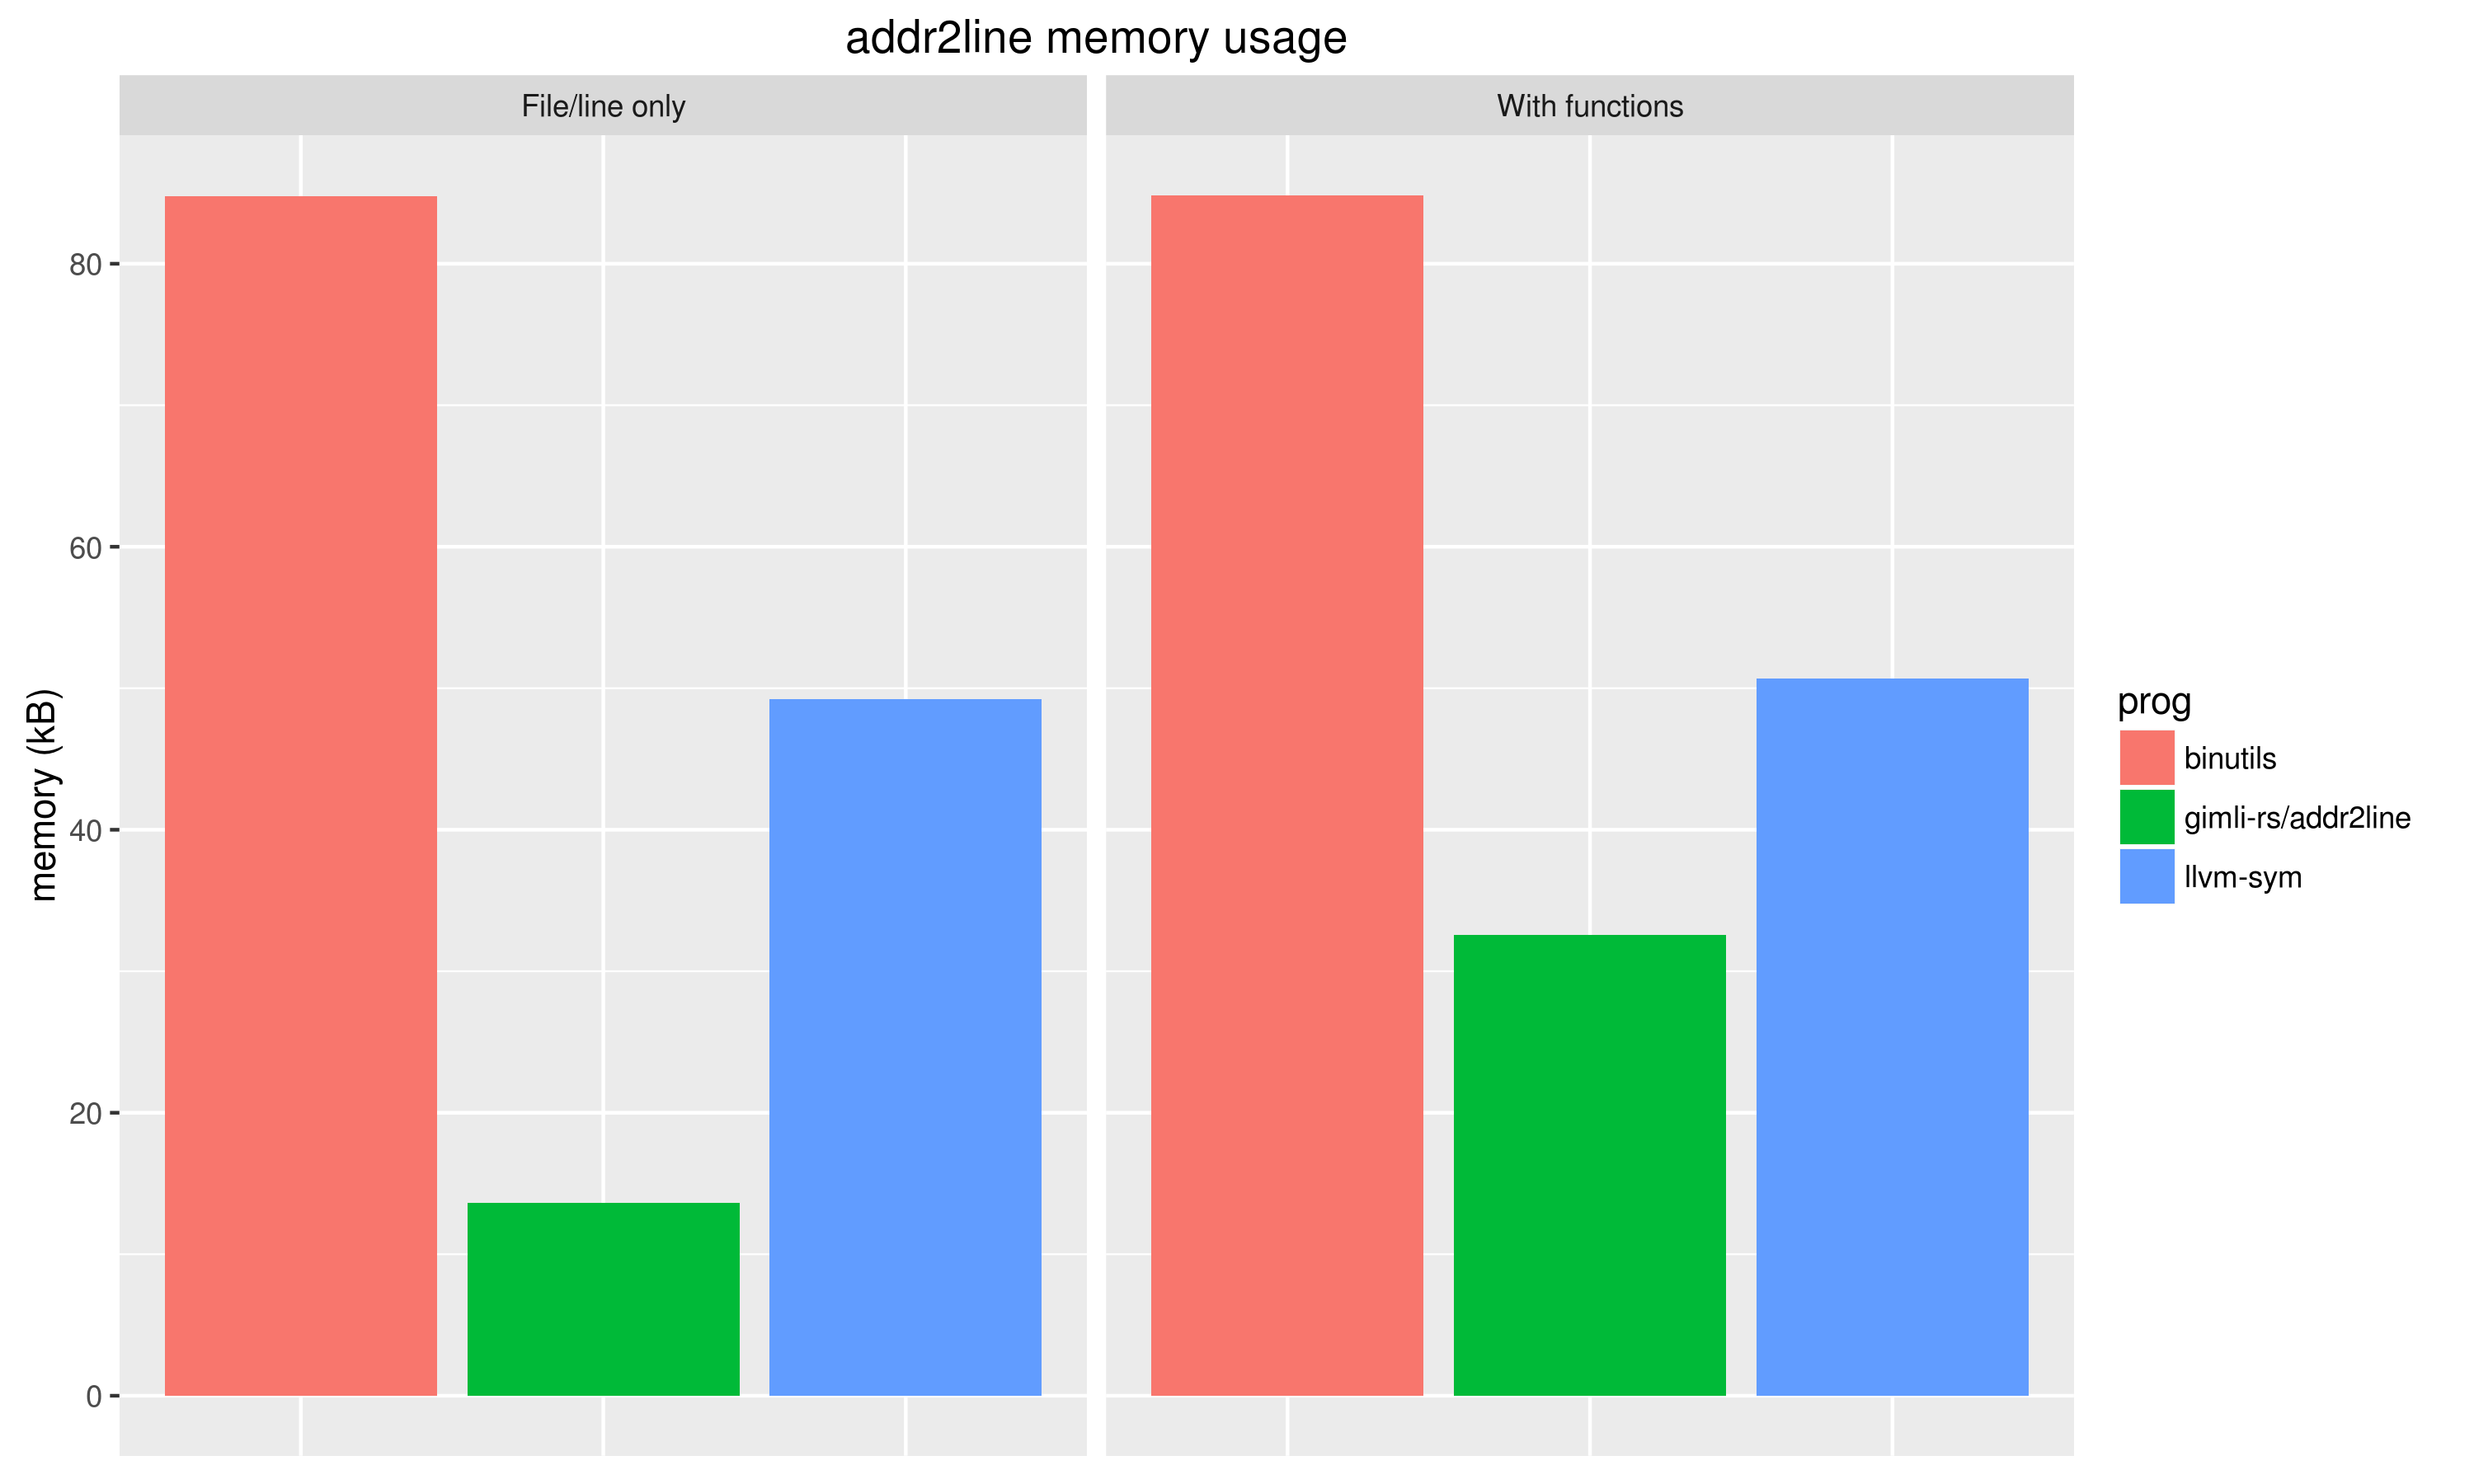 addr2line memory usage
File/line only
With functions
memory (kB)
80
60
40
20
0
prog
binutils
gimli-rs/addr2line
llvm-sym